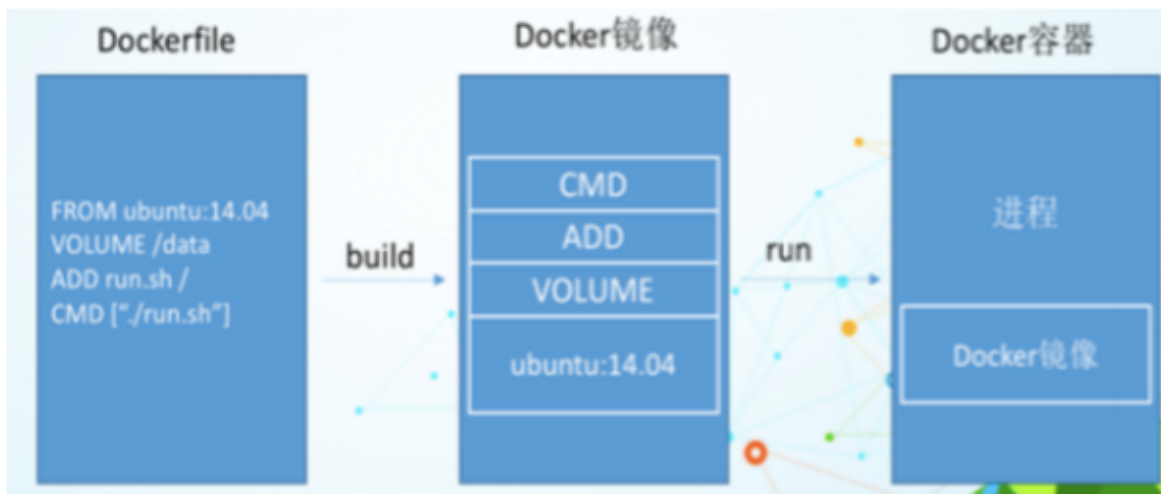 Dockerfile
FROM ubuntu:14.04
VOLUME /data
ADD run.sh /
CMD [“./run.sh”]
build
Docker镜像
CMD
ADD
VOLUME
ubuntu:14.04
run
Docker容器
进程
Docker镜像